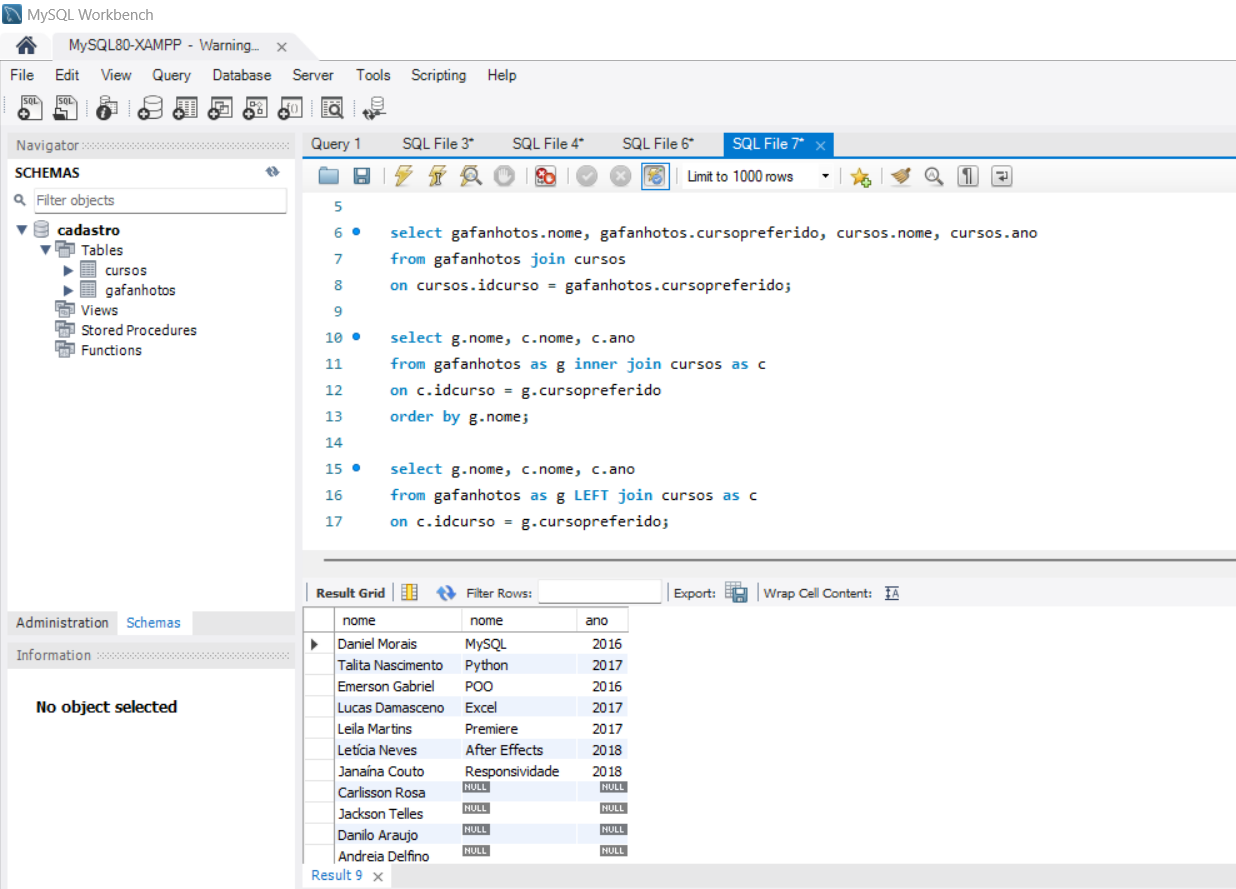 MySQL Workbench
MySQL80-XAMPP - Warning...
File Edit View Query Database Server Tools Scripting Help
Navigator
SCHEMAS
Filter objects
cadastro
Tables
cursos
gafanhotos
Views
Stored Procedures
Functions
Administration Schemas
Information
No object selected
Query 1 SQL File 3* SQL File 4* SQL File 6* SQL File 7*
Limit to 1000 rows
5
6 select gafanhotos.nome, gafanhotos.cursopreferido, cursos.nome, cursos.ano
7 from gafanhotos join cursos
8 on cursos.idcurso = gafanhotos.cursopreferido;
9
10 select g.nome, c.nome, c.ano
11 from gafanhotos as g inner join cursos as c
12 on c.idcurso = g.cursopreferido
13 order by g.nome;
14
15 select g.nome, c.nome, c.ano
16 from gafanhotos as g LEFT join cursos as c
17 on c.idcurso = g.cursopreferido;
Result Grid Filter Rows: Export: Wrap Cell Content:
nome nome ano
Daniel Morais MySQL 2016
Talita Nascimento Python 2017
Emerson Gabriel POO 2016
Lucas Damasceno Excel 2017
Leila Martins Premiere 2017
Letícia Neves After Effects 2018
Janaína Couto Responsividade 2018
Carlisson Rosa NULL NULL
Jackson Telles NULL NULL
Danilo Araujo NULL NULL
Andreia Delfino NULL NULL
Result 9